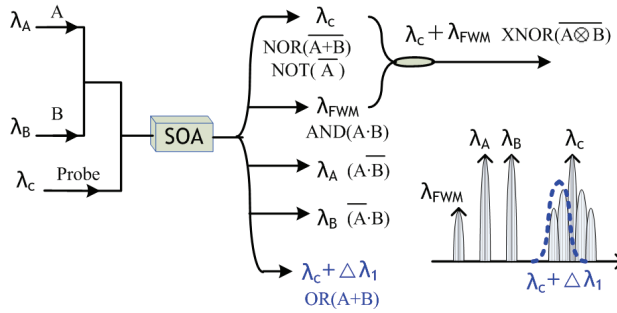 λA A
λB B
λc Probe
SOA
λc
NOR(A+B)
NOT(A)
λFWM
AND(A·B)
λA (A·B)
λB (A·B)
λc + △λ1
OR(A+B)
λc + λFWM XNOR(A⊗B)
λFWM
λA
λB
λc
λc + △λ1